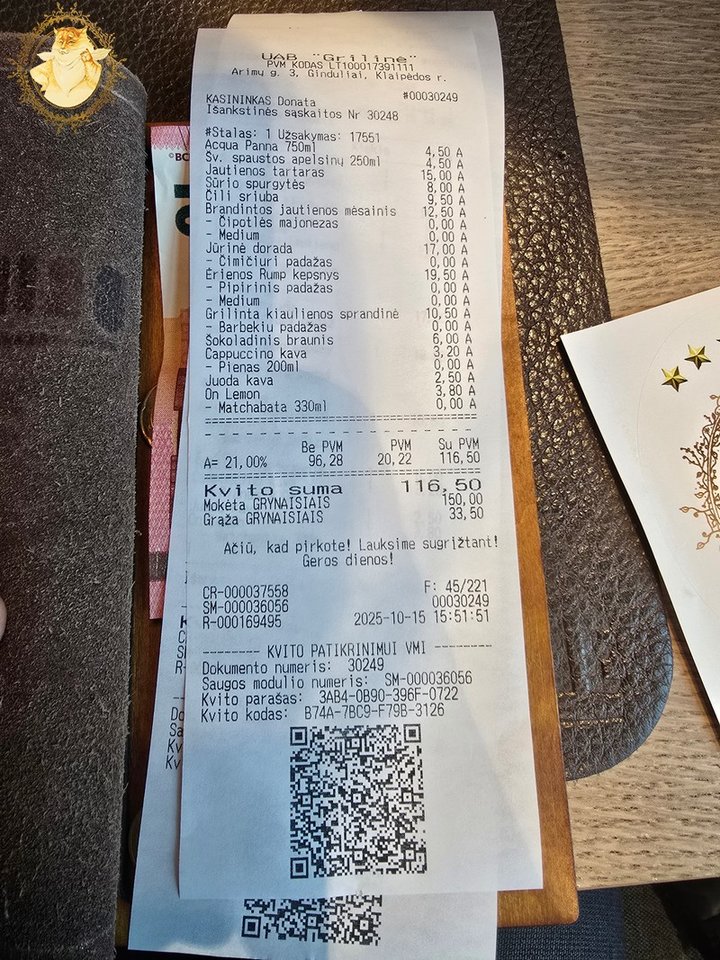 UAB "Griline"
PVM KODAS LT100017391111
Arimų g. 3, Ginduliai, Klaipėdos r.
KASININKAS Donata #00030249
Išankstinės sąskaitos Nr 30248
#Stalas: 1 Užsakymas: 17551
Acqua Panna 750ml 4,50 A
Šv. spaustos apelsinų 250ml 4,50 A
Jautienos tartaras 15,00 A
Sūrio spurgytės 8,00 A
Čili sriuba 9,50 A
Brandintos jautienos mėsainis 12,50 A
- Čipotlės majonezas 0,00 A
- Medium 0,00 A
Jūrinė dorada 17,00 A
- Čimičiuri padažas 0,00 A
Ėrienos Rump kepsnys 19,50 A
- Pipirinis padažas 0,00 A
- Medium 0,00 A
Grilinta kiaulienos sprandinė 10,50 A
- Barbekiu padažas 0,00 A
Šokoladinis braunis 6,00 A
Cappuccino kava 3,20 A
- Pienas 200ml 0,00 A
Juoda kava 2,50 A
On Lemon 3,80 A
- Matchabata 330ml 0,00 A
Be PVM PVM Su PVM
A= 21,00% 96,28 20,22 116,50
Kvito suma 116,50
Mokėta GRYNAISIAIS 150,00
Grąža GRYNAISIAIS 33,50
Ačiū, kad pirkote! Lauksime sugrįžtant!
Geros dienos!
CR-000037558 F: 45/221
SM-000036056 00030249
R-000169495 2025-10-15 15:51:51
-------- KVITO PATIKRINIMUI VMI --------
Dokumento numeris: 30249
Saugos modulio numeris: SM-000036056
Kvito parašas: 3AB4-0B90-396F-0722
Kvito kodas: B74A-7BC9-F79B-3126